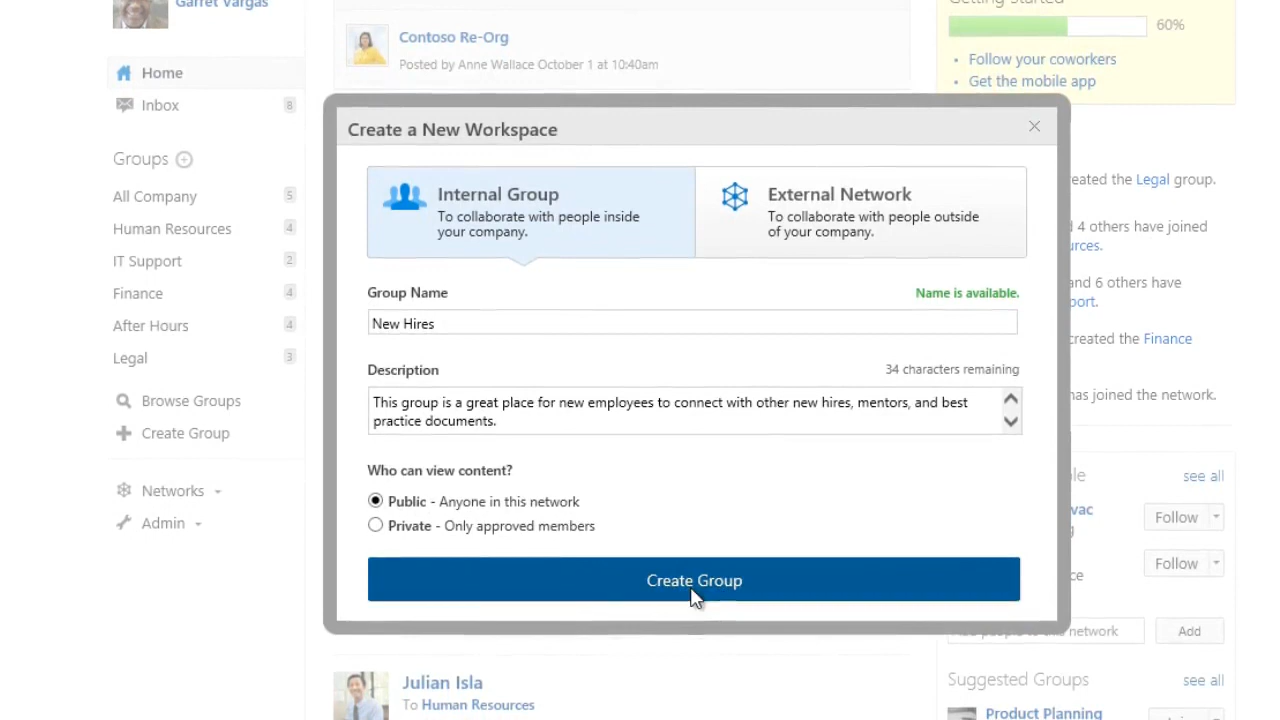 Garret Vargas
Home
Inbox 8
Groups
All Company 5
Human Resources 4
IT Support 2
Finance 4
After Hours 4
Legal 3
Browse Groups
Create Group
Networks
Admin
Contoso Re-Org
Posted by Anne Wallace October 1 at 10:40am
Create a New Workspace
Internal Group
To collaborate with people inside
your company.
External Network
To collaborate with people outside
of your company.
Group Name
Name is available.
New Hires
Description
34 characters remaining
This group is a great place for new employees to connect with other new hires, mentors, and best
practice documents.
Who can view content?
Public - Anyone in this network
Private - Only approved members
Create Group
Julian Isla
To Human Resources
Getting Started
60%
Follow your coworkers
Get the mobile app
created the Legal group.
4 others have joined
and 6 others have
created the Finance
has joined the network.
see all
Follow
Follow
network
Add
Suggested Groups
see all
Product Planning